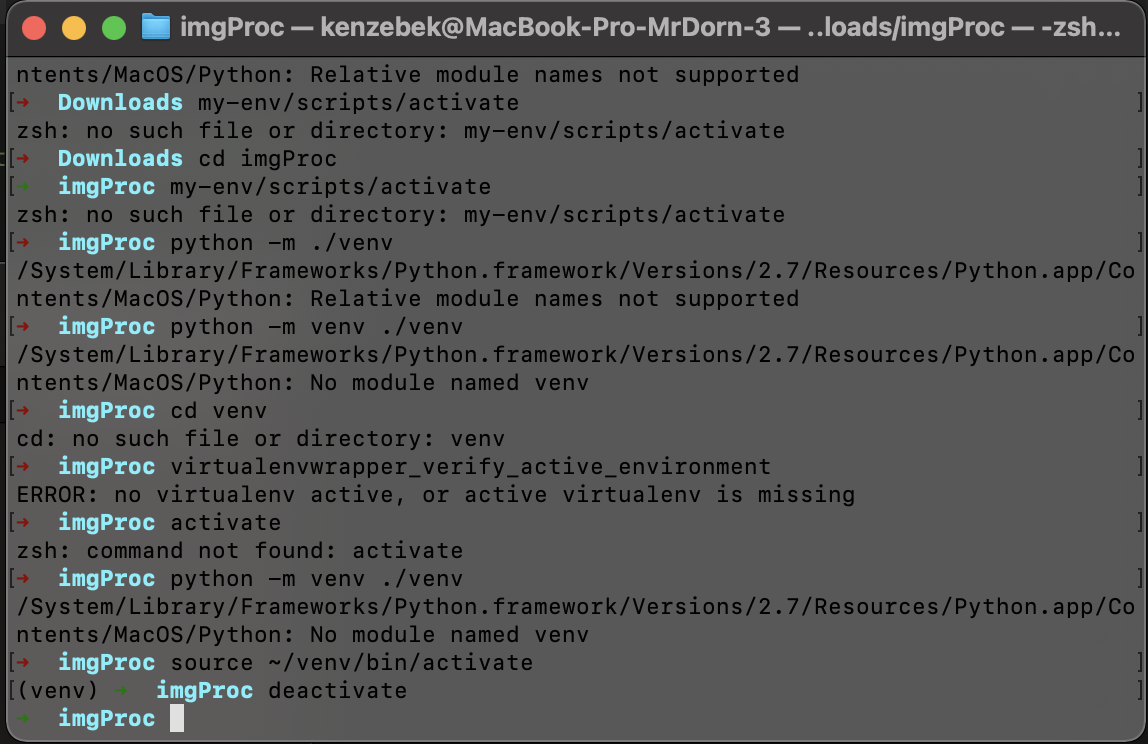 imgProc — kenzebek@MacBook-Pro-MrDorn-3 — ..loads/imgProc — -zsh...
ntents/MacOS/Python: Relative module names not supported
[➜  Downloads my-env/scripts/activate ]
zsh: no such file or directory: my-env/scripts/activate
[➜  Downloads cd imgProc ]
[➜  imgProc my-env/scripts/activate ]
zsh: no such file or directory: my-env/scripts/activate
[➜  imgProc python -m ./venv ]
/System/Library/Frameworks/Python.framework/Versions/2.7/Resources/Python.app/Co
ntents/MacOS/Python: Relative module names not supported
[➜  imgProc python -m venv ./venv ]
/System/Library/Frameworks/Python.framework/Versions/2.7/Resources/Python.app/Co
ntents/MacOS/Python: No module named venv
[➜  imgProc cd venv ]
cd: no such file or directory: venv
[➜  imgProc virtualenvwrapper_verify_active_environment ]
ERROR: no virtualenv active, or active virtualenv is missing
[➜  imgProc activate ]
zsh: command not found: activate
[➜  imgProc python -m venv ./venv ]
/System/Library/Frameworks/Python.framework/Versions/2.7/Resources/Python.app/Co
ntents/MacOS/Python: No module named venv
[➜  imgProc source ~/venv/bin/activate ]
[(venv) ➜  imgProc deactivate ]
➜  imgProc